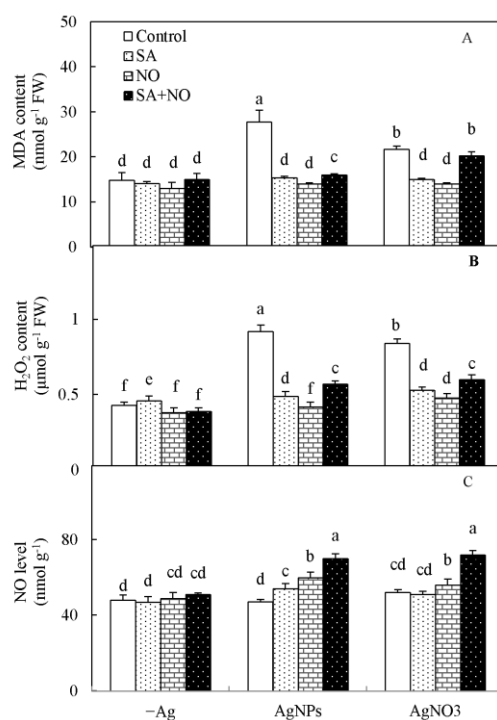 Control
SA
NO
SA+NO
A
MDA content
(nmol g⁻¹ FW)
50
30
20
10
0
d d d d
a d d c
b d d b
B
H₂O₂ content
(μmol g⁻¹ FW)
1
0.5
0
f e f f
a d f c
b d d c
C
NO level
(nmol g⁻¹)
80
40
0
d d cd cd
d c b a
cd cd b a
−Ag AgNPs AgNO3